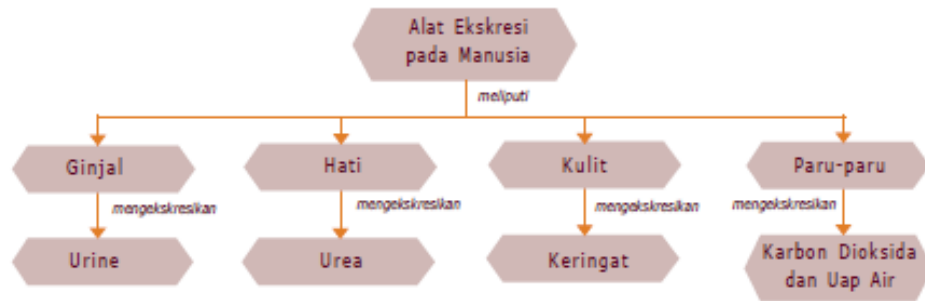 Alat Ekskresi
pada Manusia
meliputi
Ginjal
Hati
Kulit
Paru-paru
mengekskresikan
mengekskresikan
mengekskresikan
mengekskresikan
Urine
Urea
Keringat
Karbon Dioksida
dan Uap Air